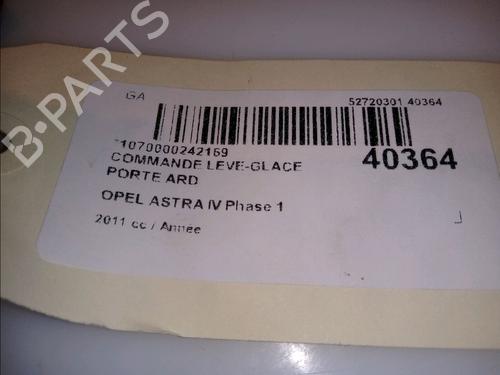 B-PARTS
GA
52720301 40364
*1070000242169
COMMANDE LEVE-GLACE
40364
PORTE ARD
OPEL ASTRA IV Phase 1
2011 cc / Annee